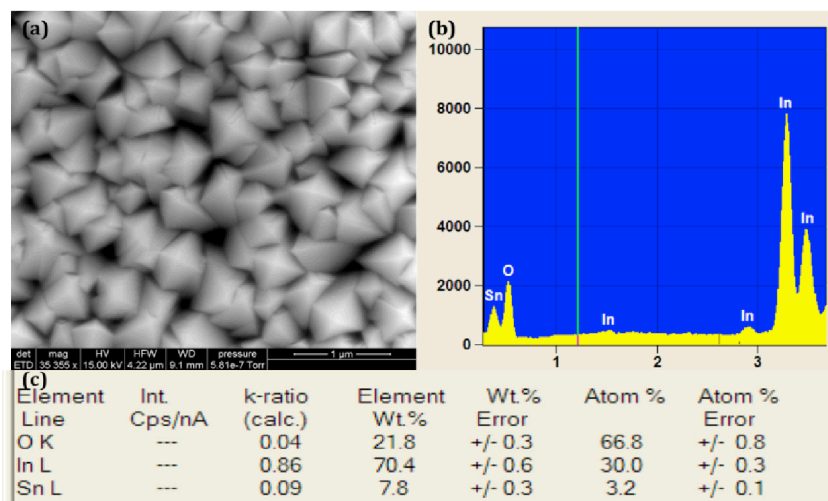 (a)
det mag HV HFW WD pressure
ETD 35 355 x 15.00 kV 4.22 μm 9.1 mm 5.81e-7 Torr
1 μm
(b)
10000
8000
6000
4000
2000
0
Sn
O
In
In
In
In
1 2 3
(c)
Element Int. k-ratio Element Wt.% Atom % Atom %
Line Cps/nA (calc.) Wt.% Error Error
O K --- 0.04 21.8 +/- 0.3 66.8 +/- 0.8
In L --- 0.86 70.4 +/- 0.6 30.0 +/- 0.3
Sn L --- 0.09 7.8 +/- 0.3 3.2 +/- 0.1